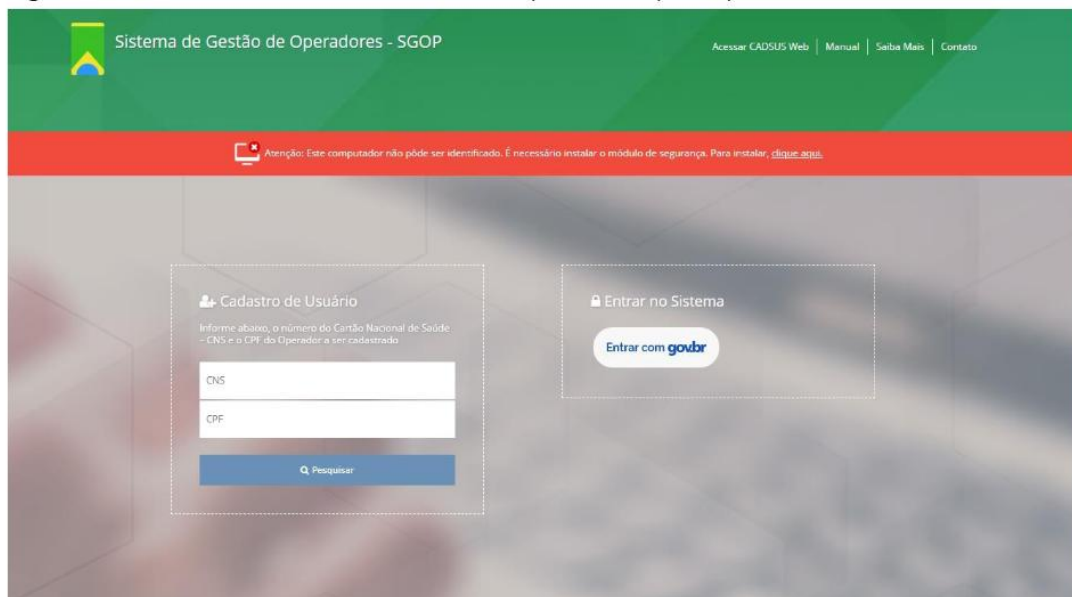 Sistema de Gestão de Operadores - SGOP
Acessar CADSUS Web | Manual | Saiba Mais | Contato
Atenção: Este computador não pôde ser identificado. É necessário instalar o módulo de segurança. Para instalar, clique aqui.
Cadastro de Usuário
Informe abaixo, o número do Cartão Nacional de Saúde
– CNS e o CPF do Operador a ser cadastrado
CNS
CPF
Pesquisar
Entrar no Sistema
Entrar com gov.br